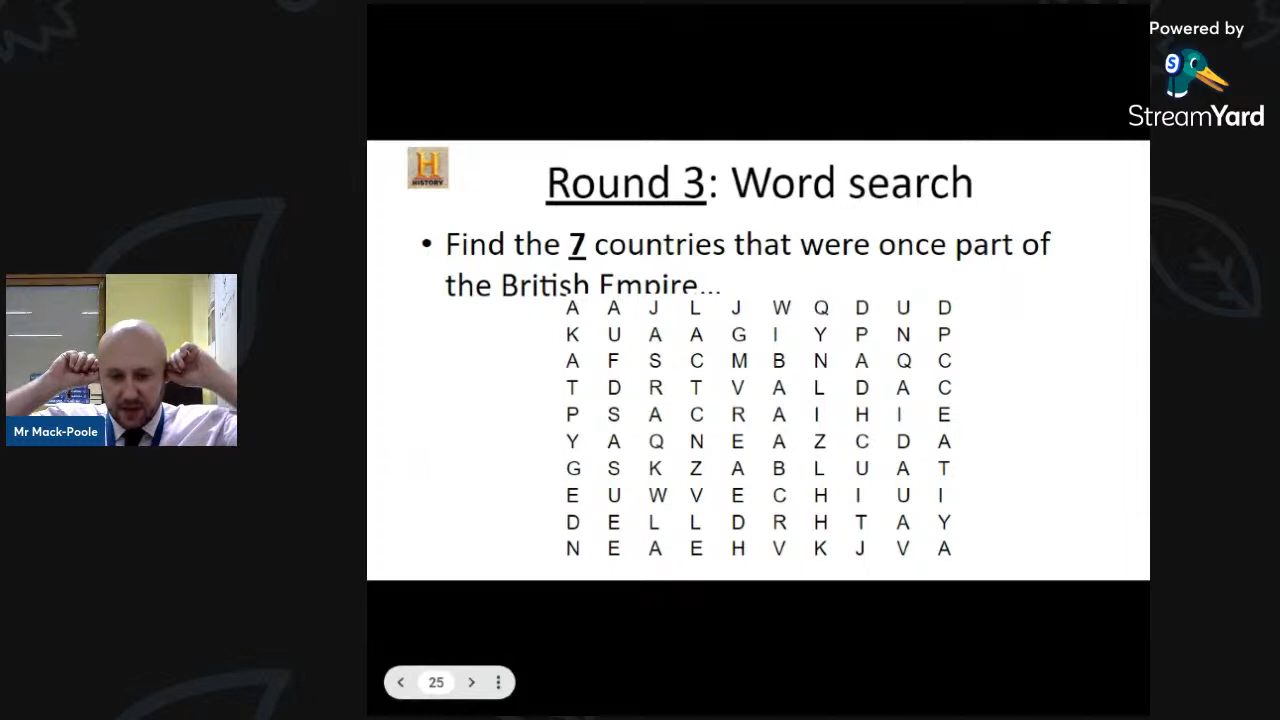 Powered by
StreamYard
HISTORY
Round 3: Word search
• Find the 7 countries that were once part of
the British Empire...
A A J L J W Q D U D
K U A A G I Y P N P
A F S C M B N A Q C
T D R T V A L D A C
P S A C R A I H I E
Y A Q N E A Z C D A
G S K Z A B L U A T
E U W V E C H I U I
D E L L D R H T A Y
N E A E H V K J V A
Mr Mack-Poole
25